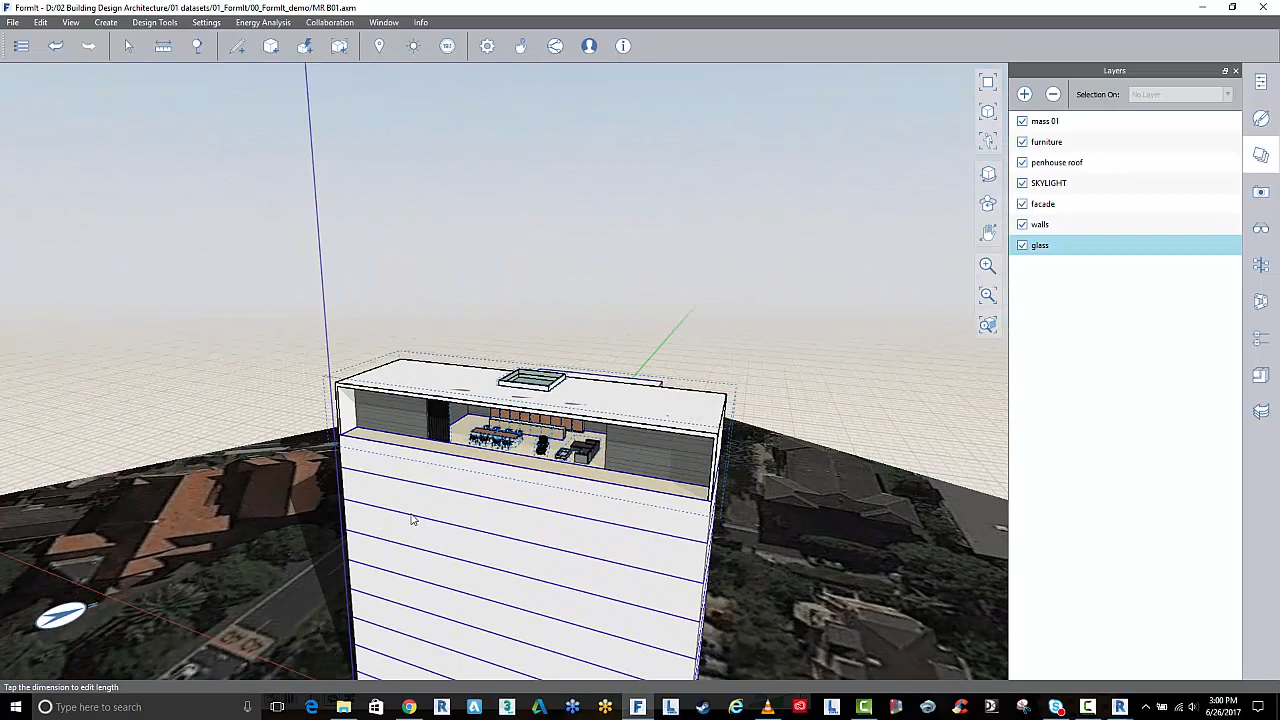 FormIt - D:/02 Building Design Architecture/01 datasets/01_FormIt/00_FormIt_demo/MR B01.axm
File Edit View Create Design Tools Settings Energy Analysis Collaboration Window Info
Layers
Selection On: No Layer
mass 01
furniture
penhouse roof
SKYLIGHT
facade
walls
glass
Tap the dimension to edit length
Type here to search
3:00 PM
6/26/2017